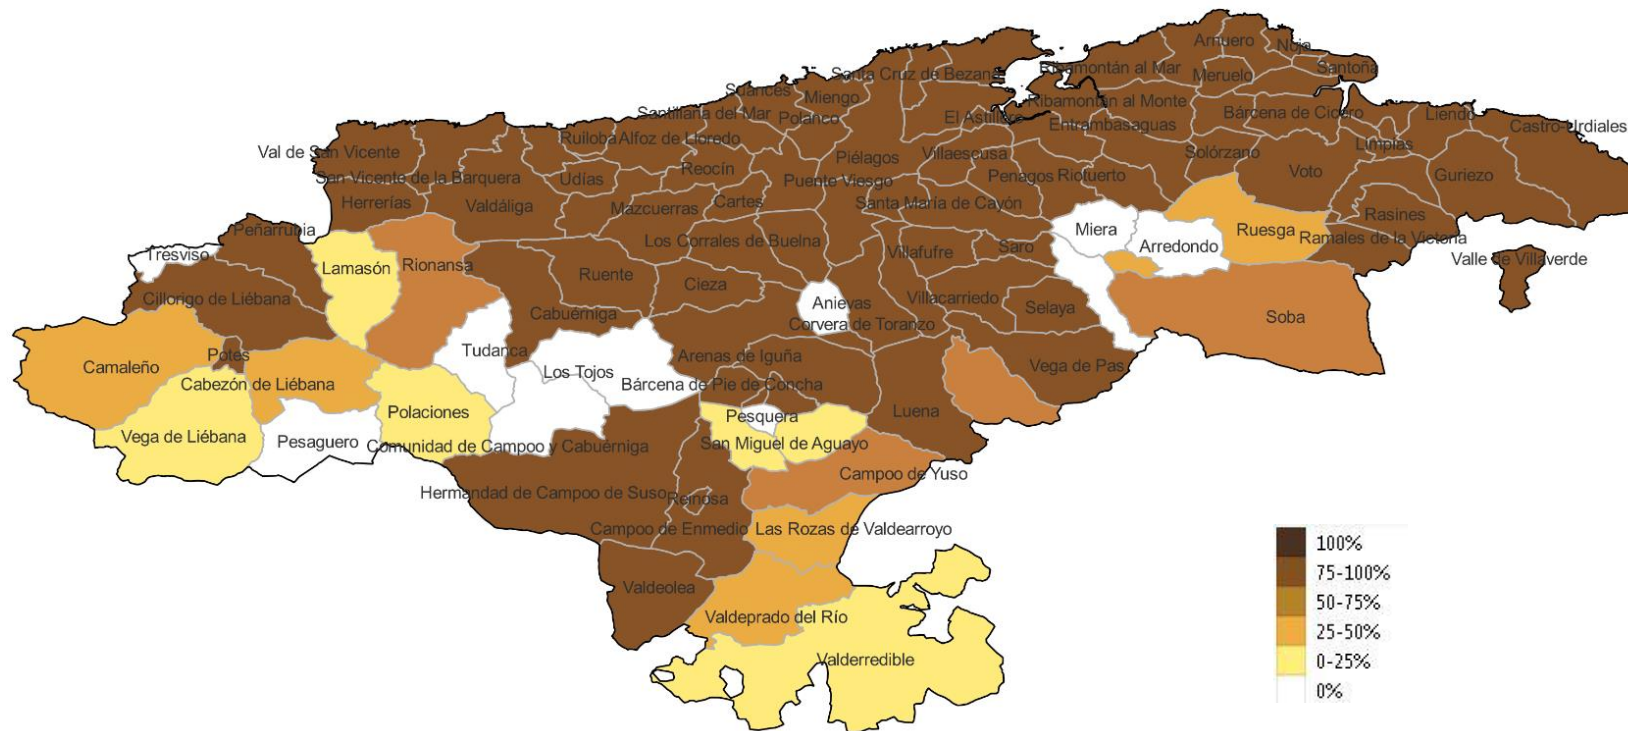 Arnuero
Noja
Santa Cruz de Bezana
Ribamontán al Mar
Meruelo
Santoña
Suances
Miengo
Ribamontán al Monte
Santillana del Mar
Polanco
El Astillero
Bárcena de Cicero
Liendo
Castro-Urdiales
Ruiloba
Alfoz de Lloredo
Entrambasaguas
Limpias
Val de San Vicente
Piélagos
Villaescusa
Solórzano
San Vicente de la Barquera
Udías
Reocín
Puente Viesgo
Penagos
Riotuerto
Voto
Guriezo
Herrerías
Valdáliga
Mazcuerras
Cartes
Santa María de Cayón
Rasines
Peñarrubia
Miera
Ruesga
Ramales de la Victoria
Tresviso
Lamasón
Rionansa
Los Corrales de Buelna
Villafufre
Saro
Arredondo
Valle de Villaverde
Cillorigo de Liébana
Ruente
Cieza
Anievas
Villacarriedo
Selaya
Cabuérniga
Corvera de Toranzo
Soba
Camaleño
Potes
Tudanca
Arenas de Iguña
Vega de Pas
Cabezón de Liébana
Los Tojos
Bárcena de Pie de Concha
Polaciones
Pesquera
Luena
Vega de Liébana
Pesaguero
Comunidad de Campoo y Cabuérniga
San Miguel de Aguayo
Campoo de Yuso
Hermandad de Campoo de Suso
Reinosa
Campoo de Enmedio
Las Rozas de Valdearroyo
Valdeolea
Valdeprado del Río
Valderredible
100%
75-100%
50-75%
25-50%
0-25%
0%